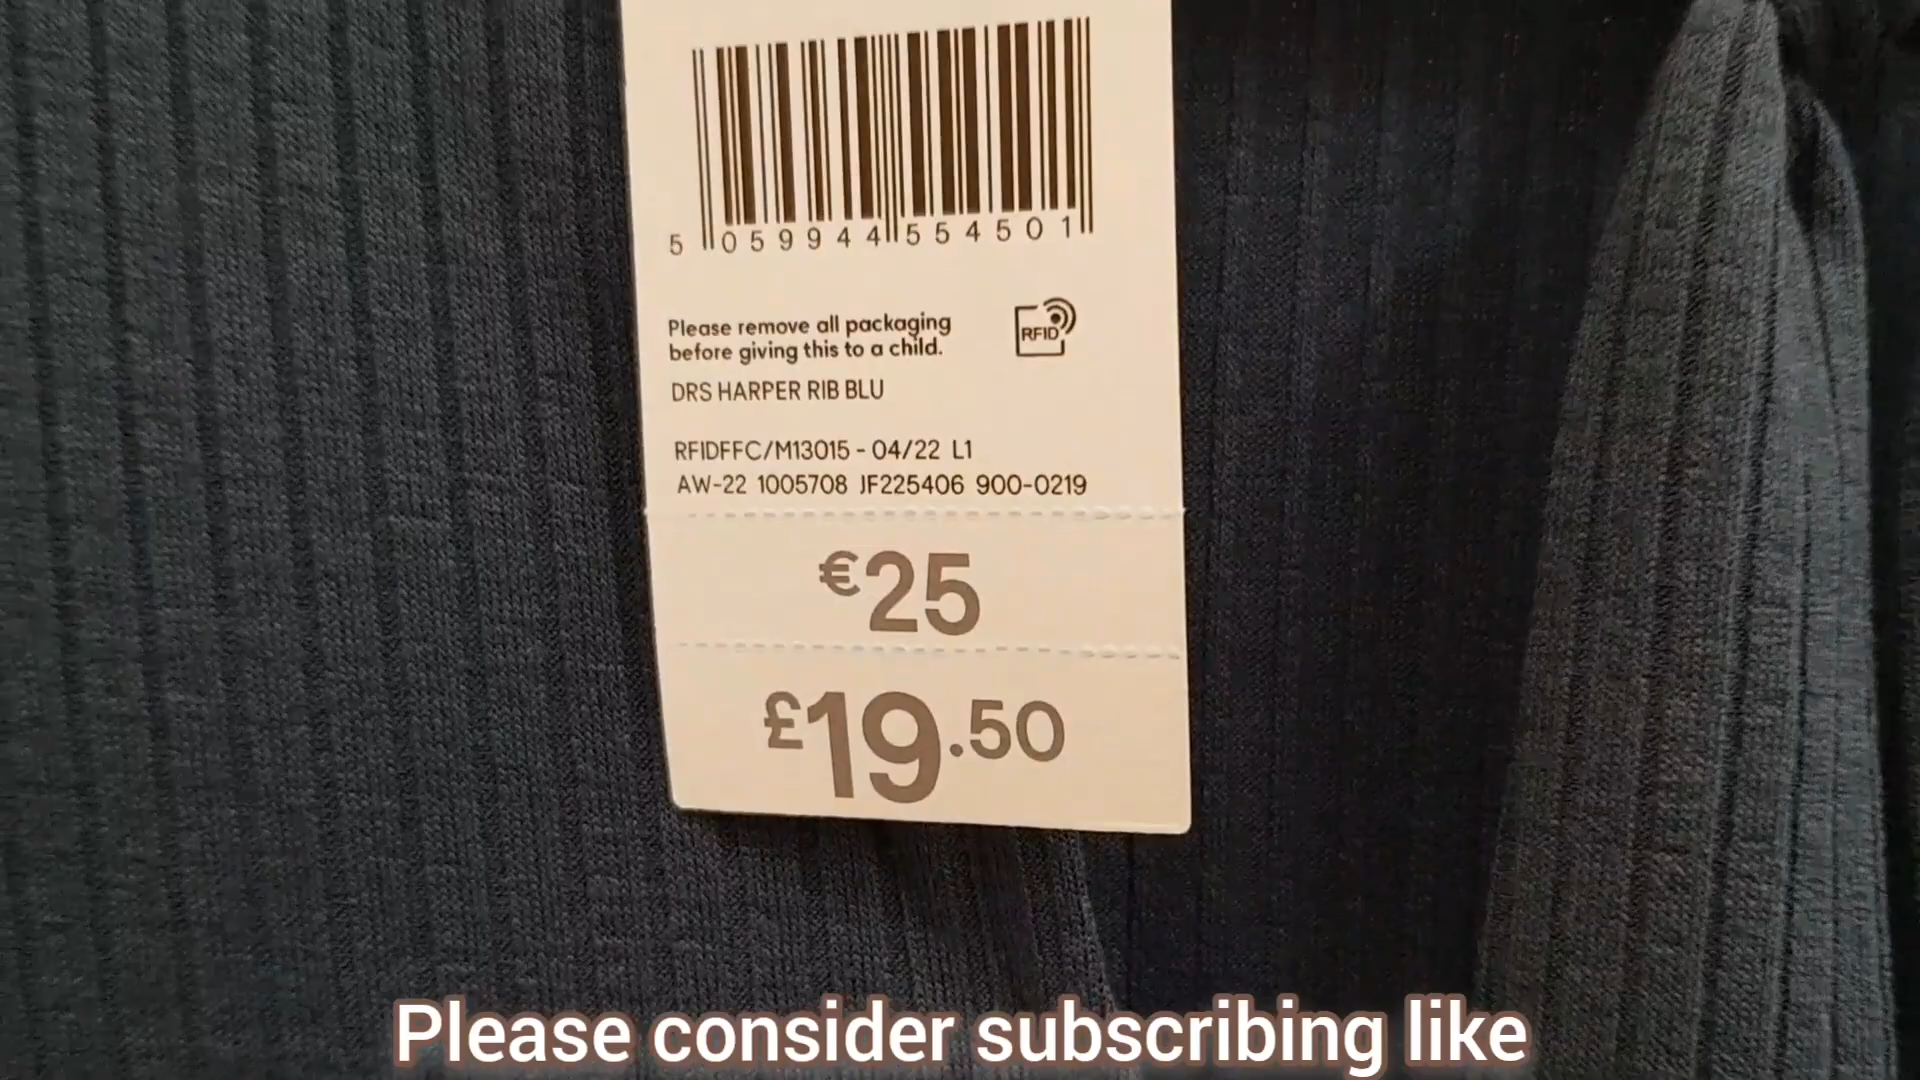 5 059944 554501
Please remove all packaging
before giving this to a child.
RFID
DRS HARPER RIB BLU
RFIDFFC/M13015 - 04/22 L1
AW-22 1005708 JF225406 900-0219
€25
£19.50
Please consider subscribing like